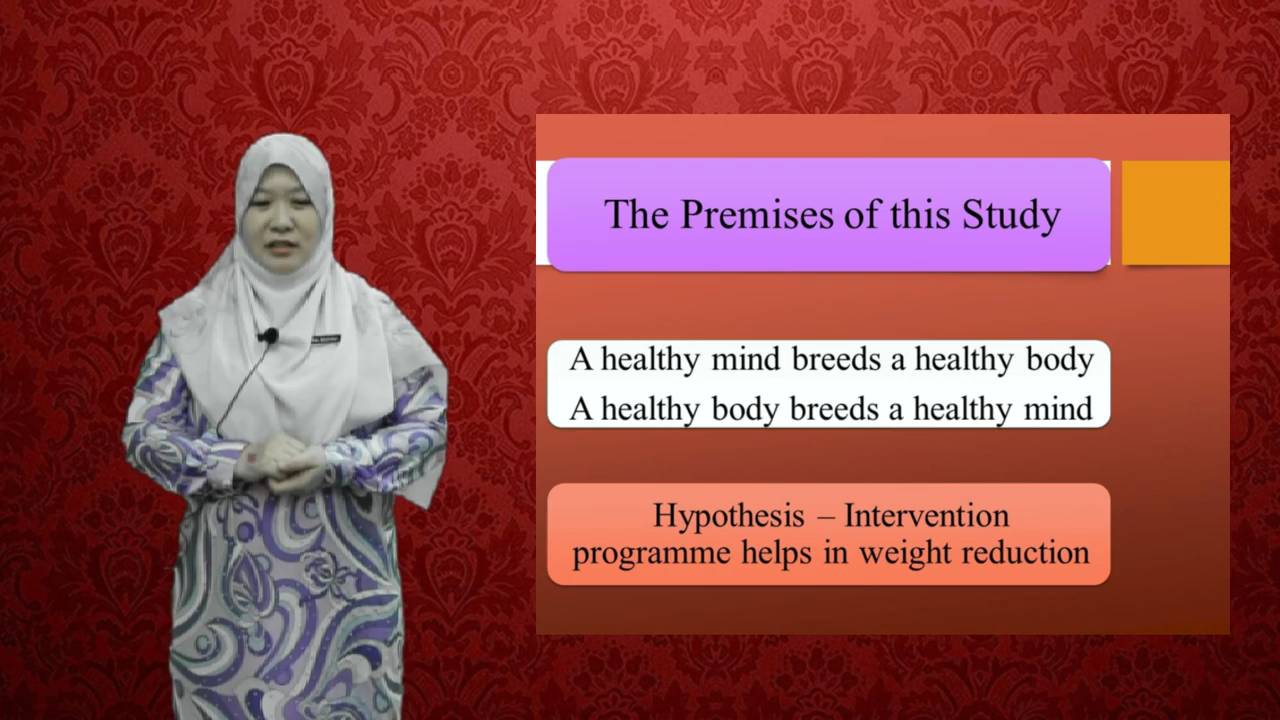 The Premises of this Study
A healthy mind breeds a healthy body
A healthy body breeds a healthy mind
Hypothesis – Intervention
programme helps in weight reduction